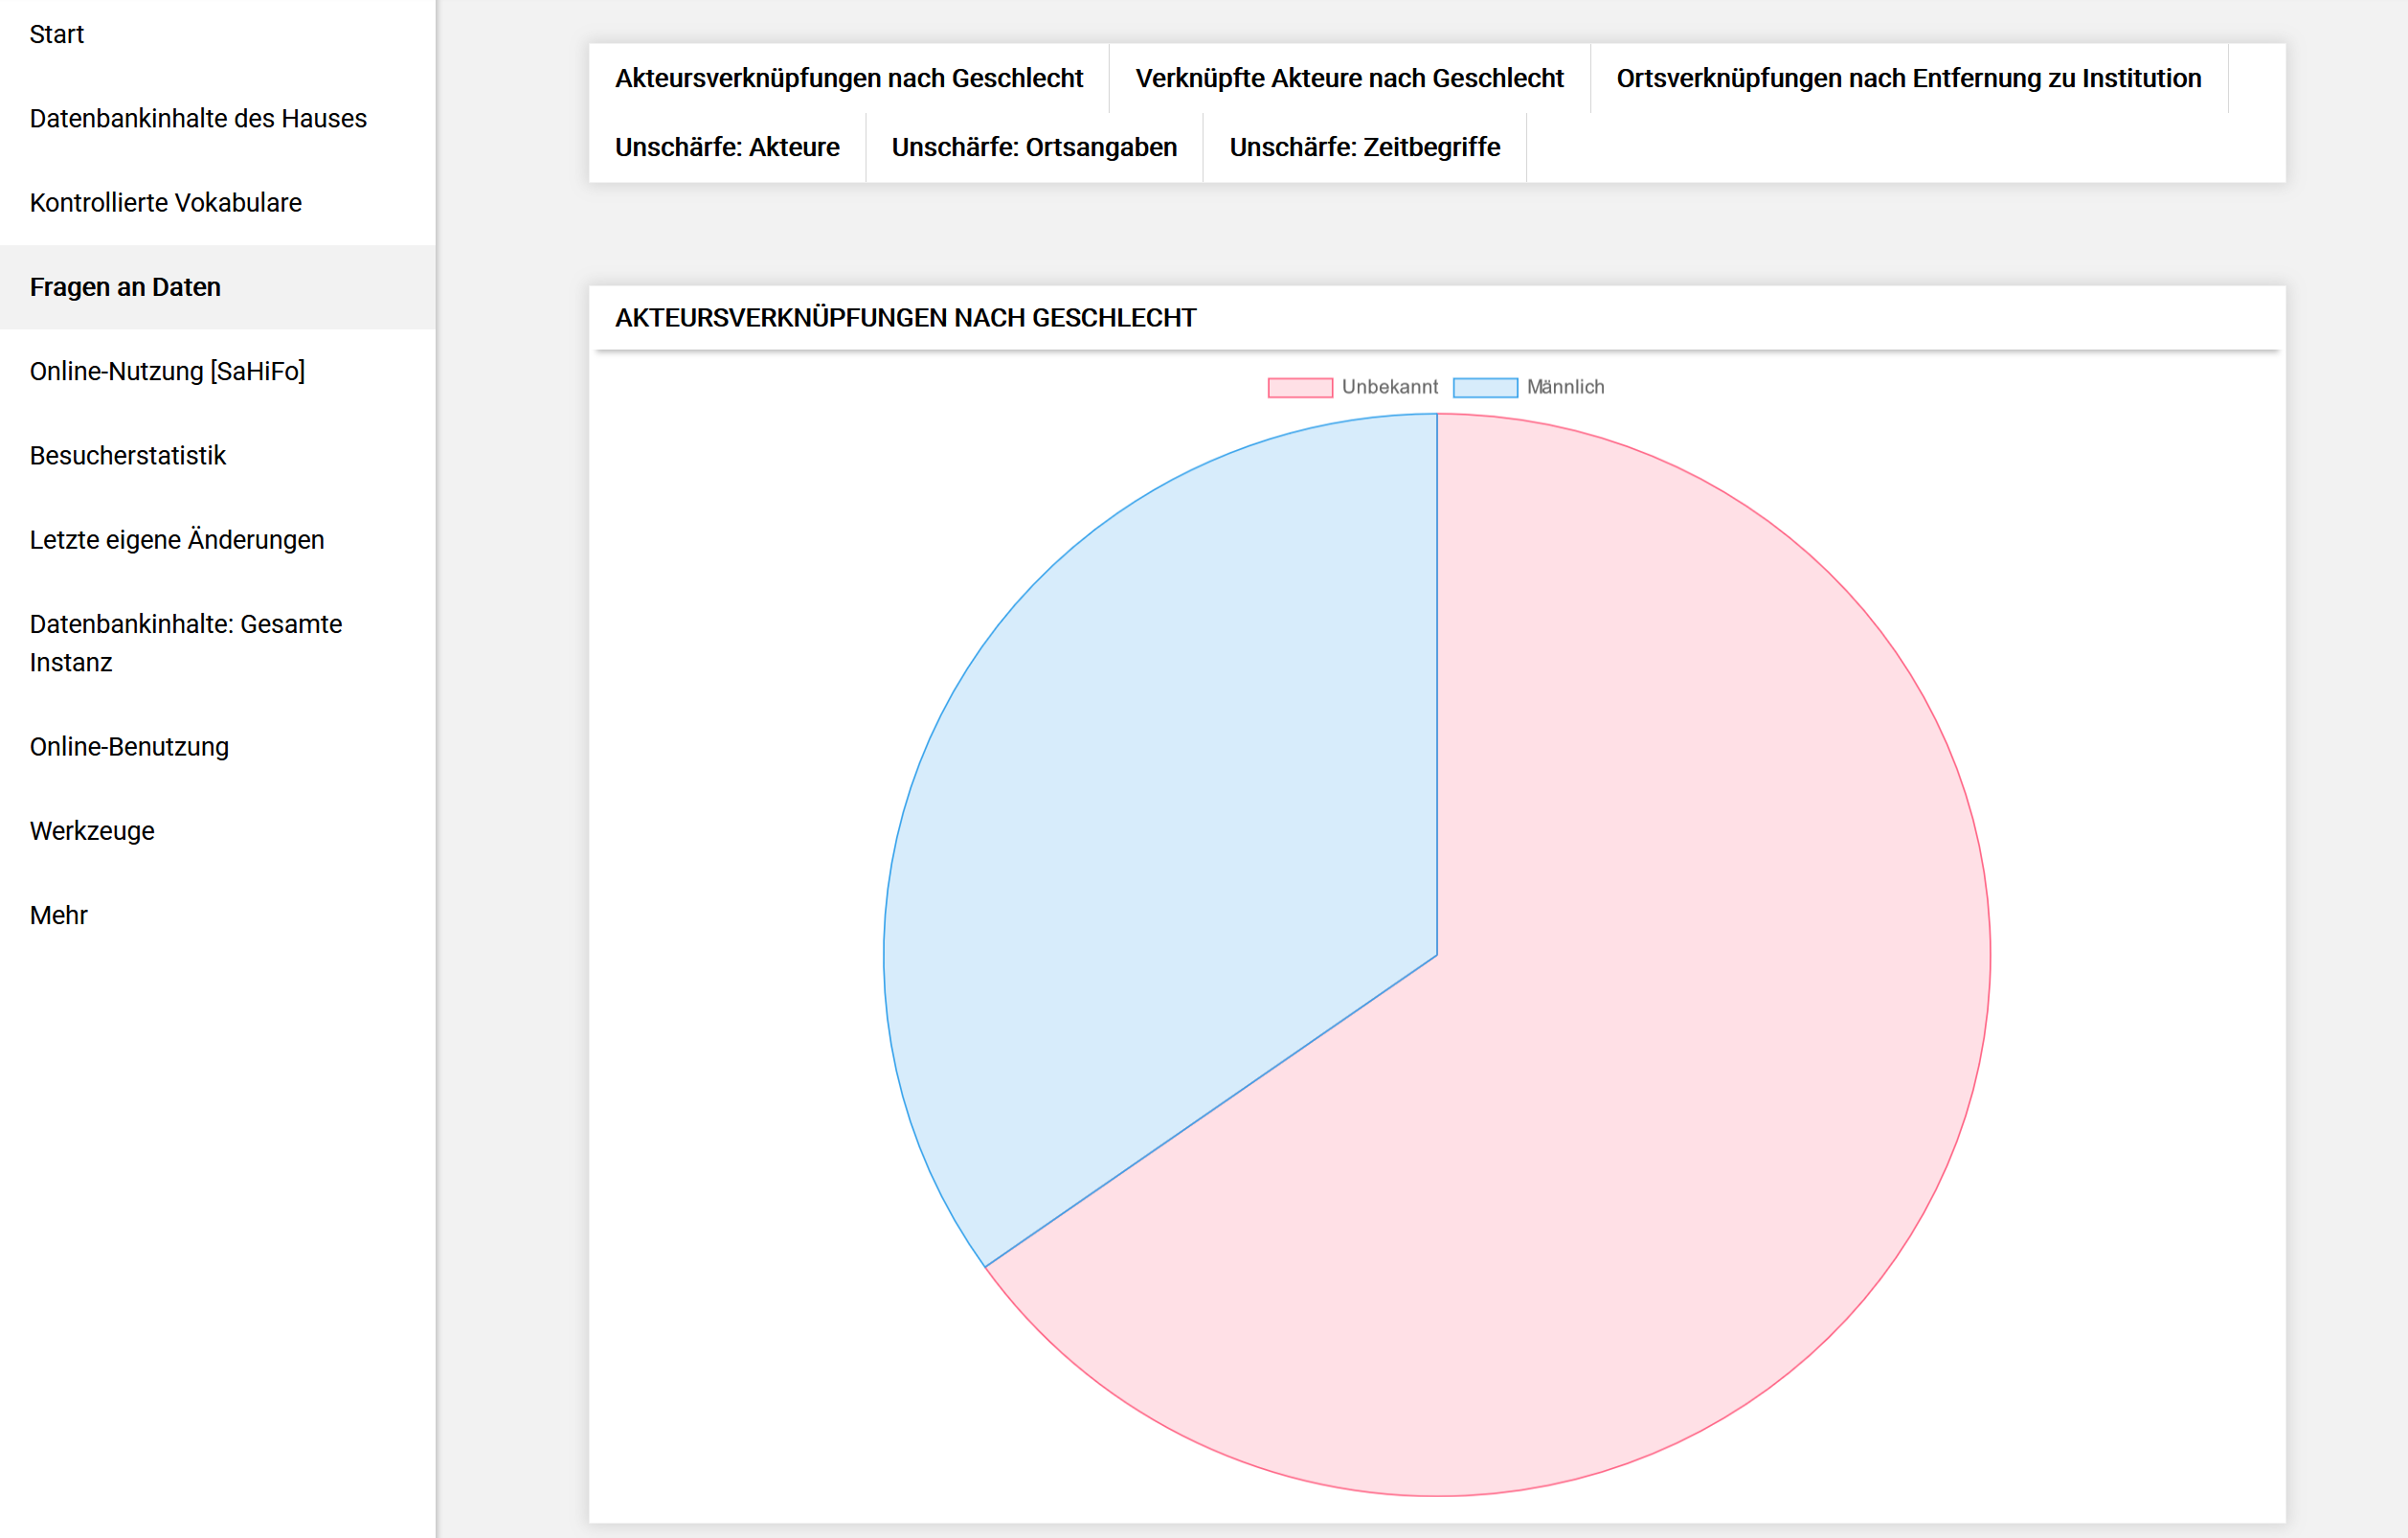 Start
Datenbankinhalte des Hauses
Kontrollierte Vokabulare
Fragen an Daten
Online-Nutzung [SaHiFo]
Besucherstatistik
Letzte eigene Änderungen
Datenbankinhalte: Gesamte
Instanz
Online-Benutzung
Werkzeuge
Mehr
Akteursverknüpfungen nach Geschlecht
Verknüpfte Akteure nach Geschlecht
Ortsverknüpfungen nach Entfernung zu Institution
Unschärfe: Akteure
Unschärfe: Ortsangaben
Unschärfe: Zeitbegriffe
AKTEURSVERKNÜPFUNGEN NACH GESCHLECHT
Unbekannt
Männlich